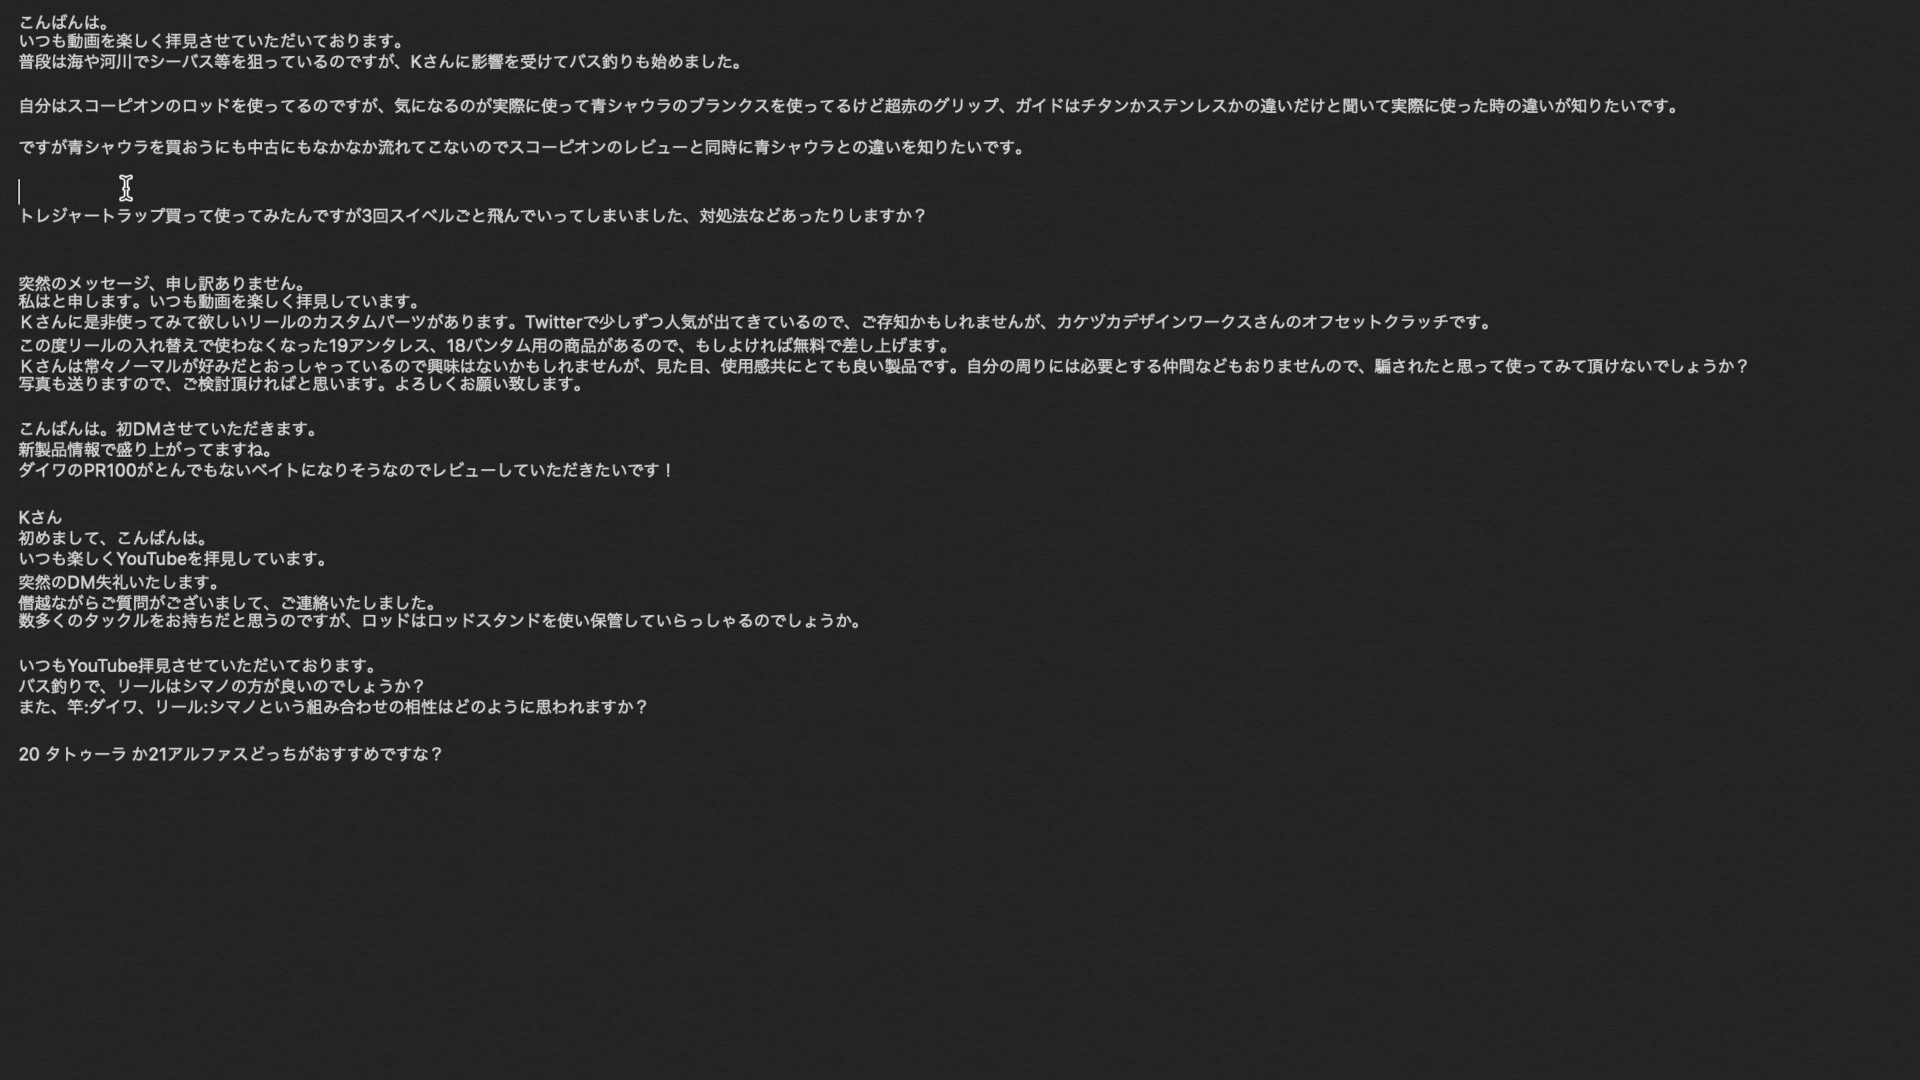 こんばんは。
いつも動画を楽しく拝見させていただいております。
普段は海や河川でシーバス等を狙っているのですが、Kさんに影響を受けてバス釣りも始めました。
自分はスコーピオンのロッドを使ってるのですが、気になるのが実際に使って青シャウラのブランクスを使ってるけど超赤のグリップ、ガイドはチタンかステンレスかの違いだけと聞いて実際に使った時の違いが知りたいです。
ですが青シャウラを買おうにも中古にもなかなか流れてこないのでスコーピオンのレビューと同時に青シャウラとの違いを知りたいです。
トレジャートラップ買って使ってみたんですが3回スイベルごと飛んでいってしまいました、対処法などあったりしますか？
突然のメッセージ、申し訳ありません。
私はと申します。いつも動画を楽しく拝見しています。
Ｋさんに是非使ってみて欲しいリールのカスタムパーツがあります。Twitterで少しずつ人気が出てきているので、ご存知かもしれませんが、カケヅカデザインワークスさんのオフセットクラッチです。
この度リールの入れ替えで使わなくなった19アンタレス、18バンタム用の商品があるので、もしよければ無料で差し上げます。
Ｋさんは常々ノーマルが好みだとおっしゃっているので興味はないかもしれませんが、見た目、使用感共にとても良い製品です。自分の周りには必要とする仲間などもおりませんので、騙されたと思って使ってみて頂けないでしょうか？
写真も送りますので、ご検討頂ければと思います。よろしくお願い致します。
こんばんは。初DMさせていただきます。
新製品情報で盛り上がってますね。
ダイワのPR100がとんでもないベイトになりそうなのでレビューしていただきたいです！
Kさん
初めまして、こんばんは。
いつも楽しくYouTubeを拝見しています。
突然のDM失礼いたします。
僭越ながらご質問がございまして、ご連絡いたしました。
数多くのタックルをお持ちだと思うのですが、ロッドはロッドスタンドを使い保管していらっしゃるのでしょうか。
いつもYouTube拝見させていただいております。
バス釣りで、リールはシマノの方が良いのでしょうか？
また、竿:ダイワ、リール:シマノという組み合わせの相性はどのように思われますか？
20 タトゥーラ か21アルファスどっちがおすすめですな？